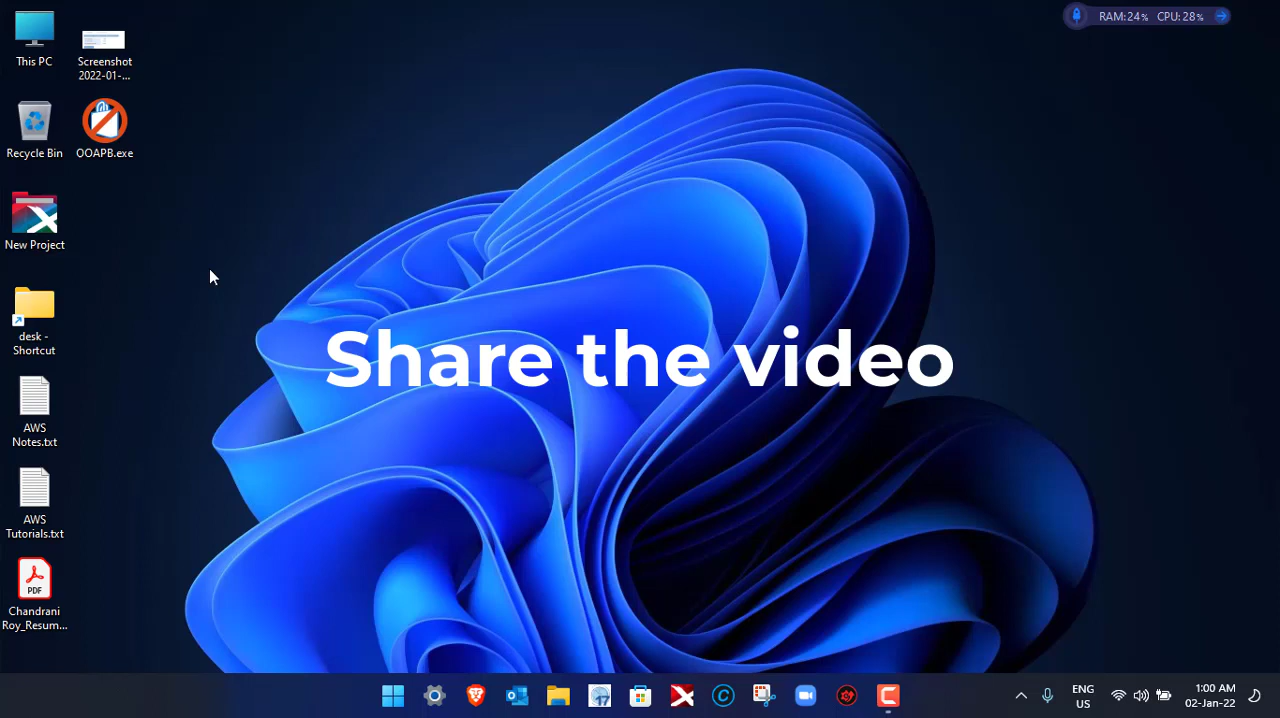 This PC
Screenshot
2022-01-...
Recycle Bin
OOAPB.exe
New Project
desk -
Shortcut
AWS
Notes.txt
AWS
Tutorials.txt
PDF
Chandrani
Roy_Resum...
RAM:24% CPU:28%
Share the video
ENG
US
1:00 AM
02-Jan-22